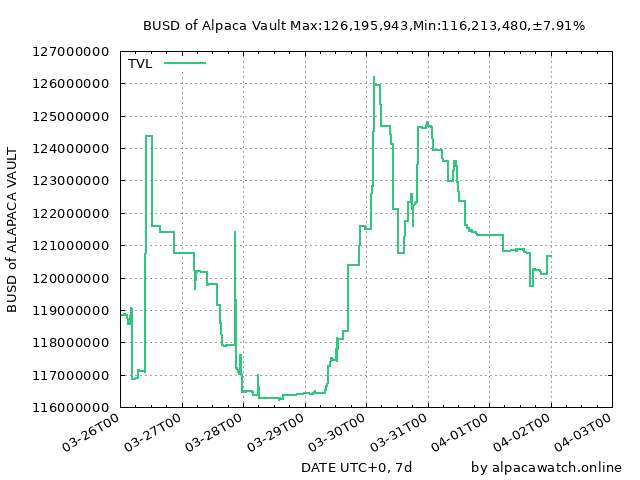 BUSD of Alpaca Vault Max:126,195,943,Min:116,213,480,±7.91%
TVL
BUSD of ALAPACA VAULT
127000000
126000000
125000000
124000000
123000000
122000000
121000000
120000000
119000000
118000000
117000000
116000000
03-26T00
03-27T00
03-28T00
03-29T00
03-30T00
03-31T00
04-01T00
04-02T00
04-03T00
DATE UTC+0, 7d
by alpacawatch.online